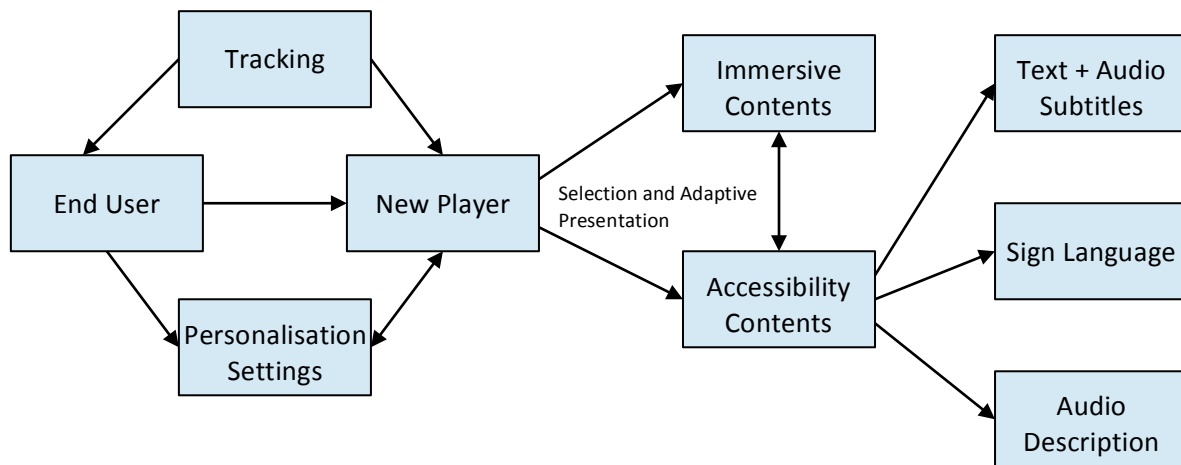 Tracking
End User
New Player
Personalisation
Settings
Selection and Adaptive
Presentation
Immersive
Contents
Accessibility
Contents
Text + Audio
Subtitles
Sign Language
Audio
Description